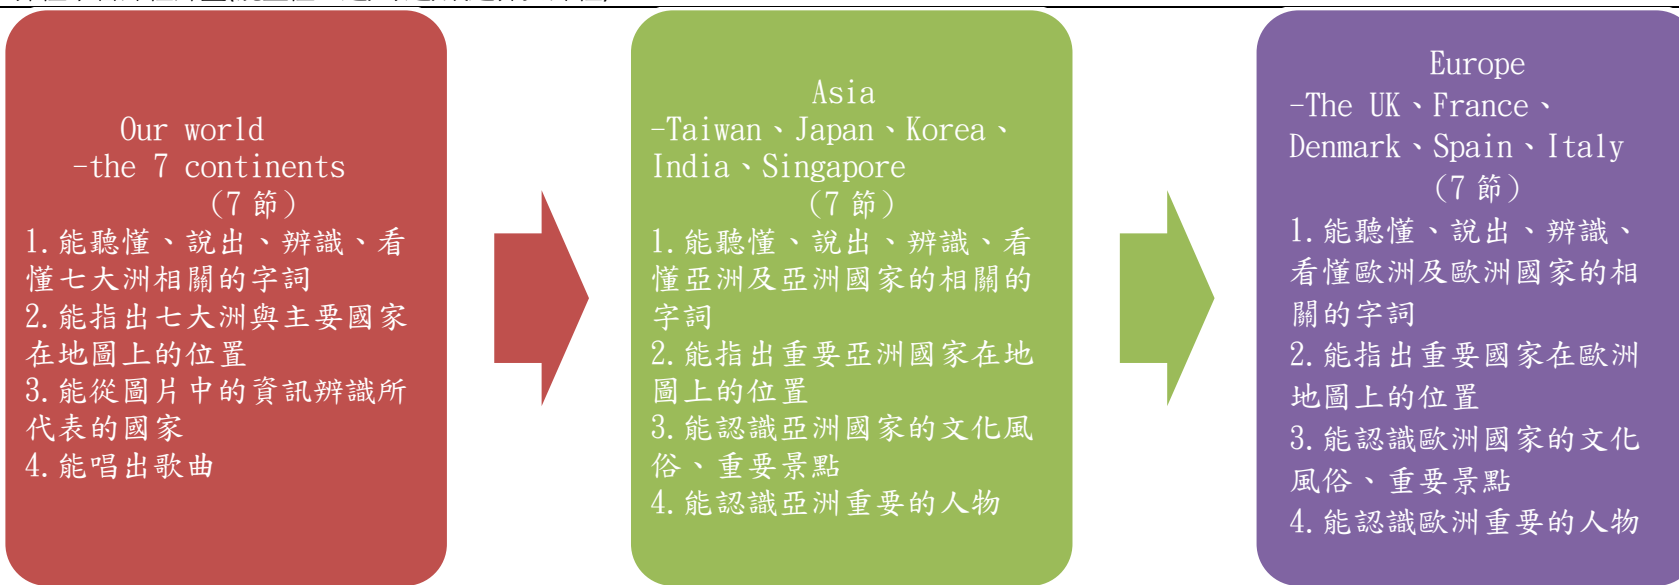 Our world
-the 7 continents
(7 節)
1.能聽懂、說出、辨識、看
懂七大洲相關的字詞
2.能指出七大洲與主要國家
在地圖上的位置
3.能從圖片中的資訊辨識所
代表的國家
4.能唱出歌曲
Asia
-Taiwan、Japan、Korea、
India、Singapore
(7 節)
1.能聽懂、說出、辨識、看
懂亞洲及亞洲國家的相關的
字詞
2.能指出重要亞洲國家在地
圖上的位置
3.能認識亞洲國家的文化風
俗、重要景點
4.能認識亞洲重要的人物
Europe
-The UK、France、
Denmark、Spain、Italy
(7 節)
1.能聽懂、說出、辨識、
看懂歐洲及歐洲國家的相
關的字詞
2.能指出重要國家在歐洲
地圖上的位置
3.能認識歐洲國家的文化
風俗、重要景點
4.能認識歐洲重要的人物